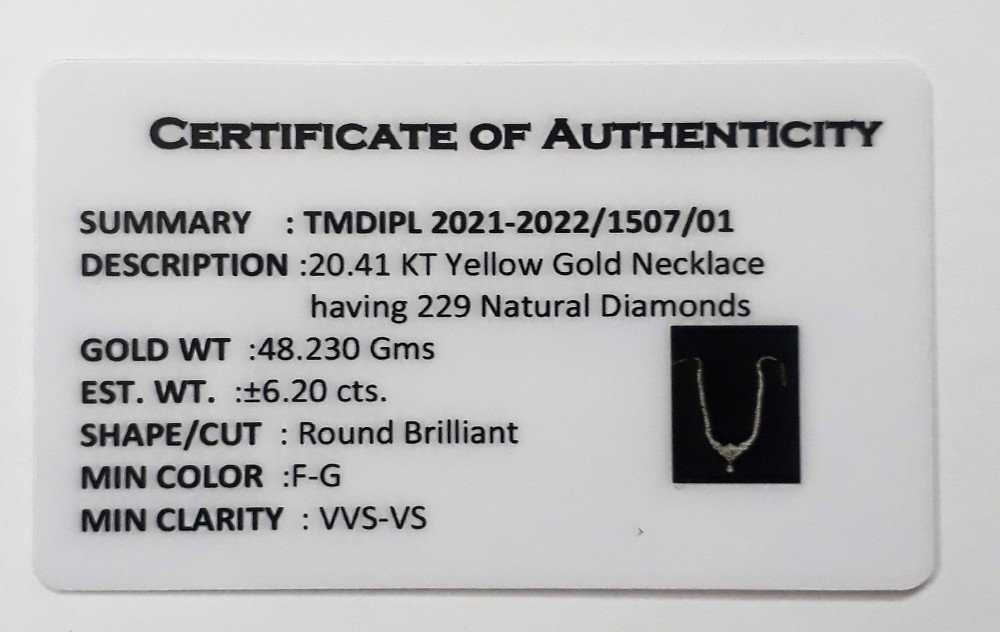 CERTIFICATE OF AUTHENTICITY
SUMMARY : TMDIPL 2021-2022/1507/01
DESCRIPTION :20.41 KT Yellow Gold Necklace
having 229 Natural Diamonds
GOLD WT :48.230 Gms
EST. WT. :±6.20 cts.
SHAPE/CUT : Round Brilliant
MIN COLOR :F-G
MIN CLARITY : VVS-VS